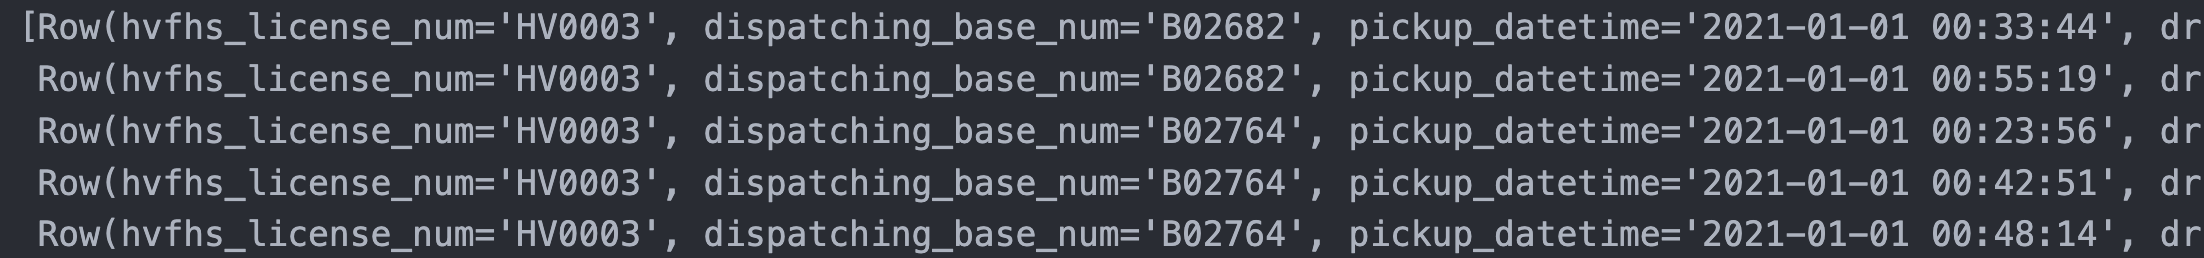 [Row(hvfhs_license_num='HV0003', dispatching_base_num='B02682', pickup_datetime='2021-01-01 00:33:44', dr
Row(hvfhs_license_num='HV0003', dispatching_base_num='B02682', pickup_datetime='2021-01-01 00:55:19', dr
Row(hvfhs_license_num='HV0003', dispatching_base_num='B02764', pickup_datetime='2021-01-01 00:23:56', dr
Row(hvfhs_license_num='HV0003', dispatching_base_num='B02764', pickup_datetime='2021-01-01 00:42:51', dr
Row(hvfhs_license_num='HV0003', dispatching_base_num='B02764', pickup_datetime='2021-01-01 00:48:14', dr